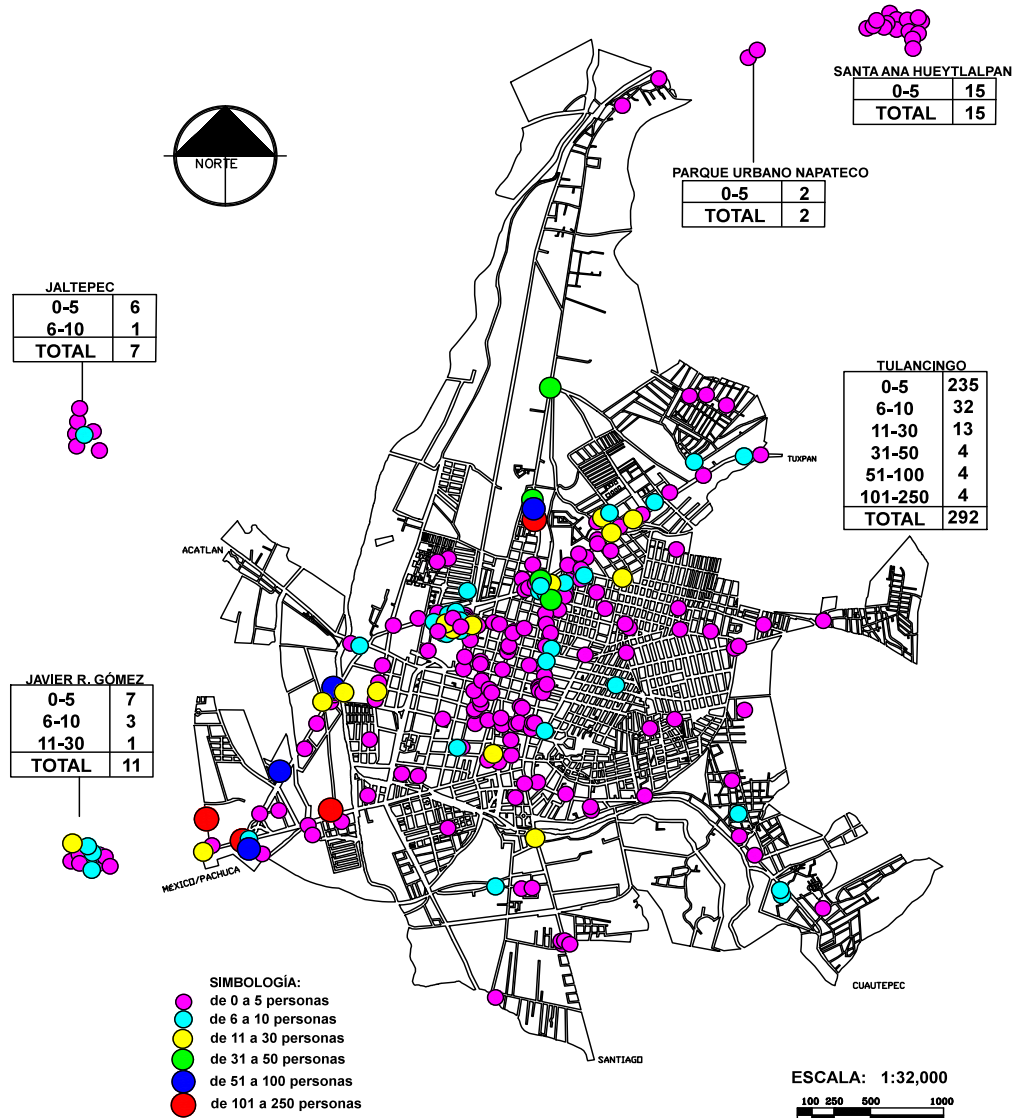 SANTA ANA HUEYTLALPAN
0-5 15
TOTAL 15
NORTE
PARQUE URBANO NAPATECO
0-5 2
TOTAL 2
JALTEPEC
0-5 6
6-10 1
TOTAL 7
TULANCINGO
0-5 235
6-10 32
11-30 13
31-50 4
51-100 4
101-250 4
TOTAL 292
TUXPAN
ACATLAN
JAVIER R. GÓMEZ
0-5 7
6-10 3
11-30 1
TOTAL 11
MEXICO/PACHUCA
CUAUTEPEC
SANTIAGO
SIMBOLOGÍA:
de 0 a 5 personas
de 6 a 10 personas
de 11 a 30 personas
de 31 a 50 personas
de 51 a 100 personas
de 101 a 250 personas
ESCALA: 1:32,000
100 250 500 1000